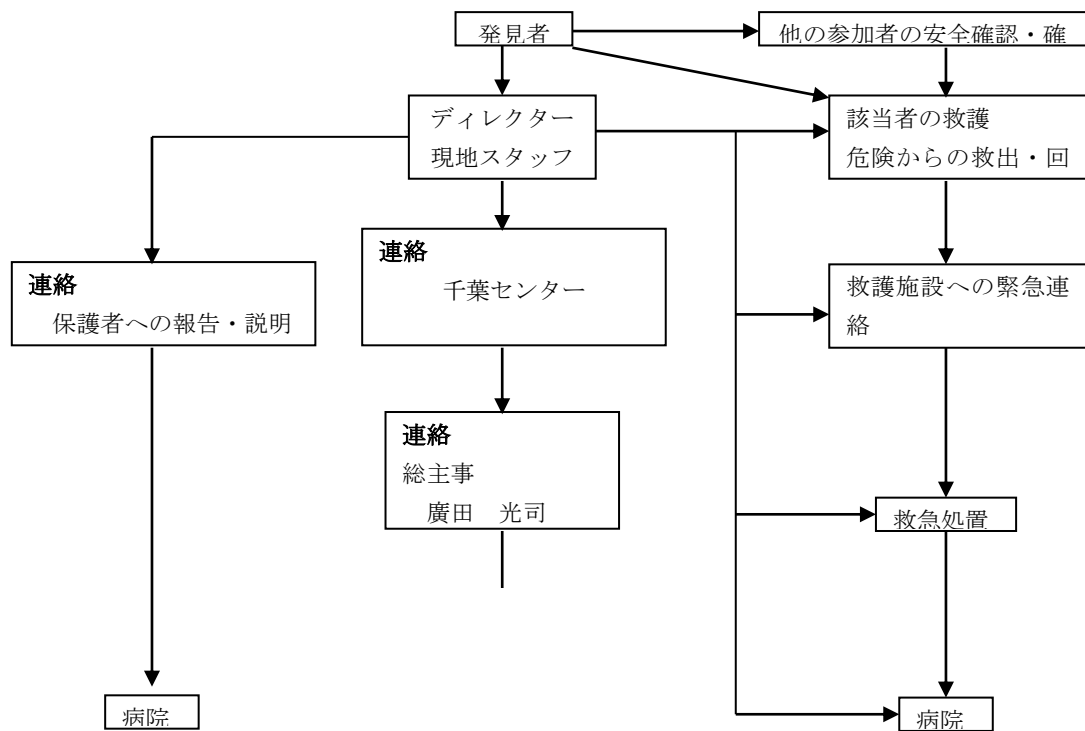 発見者
他の参加者の安全確認・確
ディレクター
現地スタッフ
該当者の救護
危険からの救出・回
連絡
千葉センター
連絡
保護者への報告・説明
救護施設への緊急連
絡
連絡
総主事
廣田　光司
救急処置
病院
病院